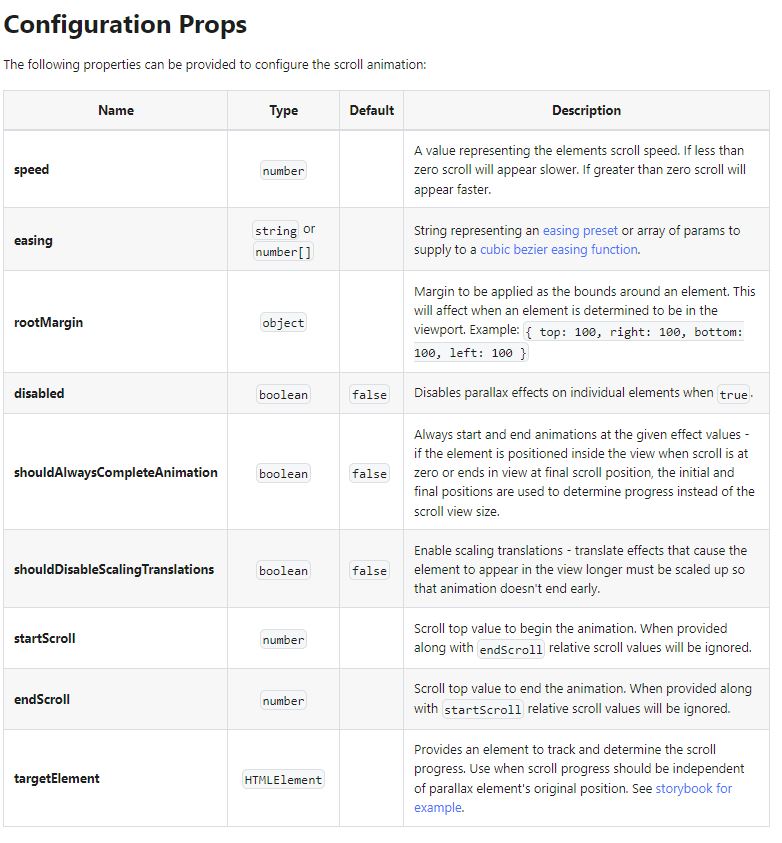 Configuration Props
The following properties can be provided to configure the scroll animation:
Name Type Default Description
speed number A value representing the elements scroll speed. If less than
zero scroll will appear slower. If greater than zero scroll will
appear faster.
easing string or number[] String representing an easing preset or array of params to
supply to a cubic bezier easing function.
rootMargin object Margin to be applied as the bounds around an element. This
will affect when an element is determined to be in the
viewport. Example: { top: 100, right: 100, bottom:
100, left: 100 }
disabled boolean false Disables parallax effects on individual elements when true.
shouldAlwaysCompleteAnimation boolean false Always start and end animations at the given effect values -
if the element is positioned inside the view when scroll is at
zero or ends in view at final scroll position, the initial and
final positions are used to determine progress instead of the
scroll view size.
shouldDisableScalingTranslations boolean false Enable scaling translations - translate effects that cause the
element to appear in the view longer must be scaled up so
that animation doesn't end early.
startScroll number Scroll top value to begin the animation. When provided
along with endScroll relative scroll values will be ignored.
endScroll number Scroll top value to end the animation. When provided along
with startScroll relative scroll values will be ignored.
targetElement HTMLElement Provides an element to track and determine the scroll
progress. Use when scroll progress should be independent
of parallax element's original position. See storybook for
example.